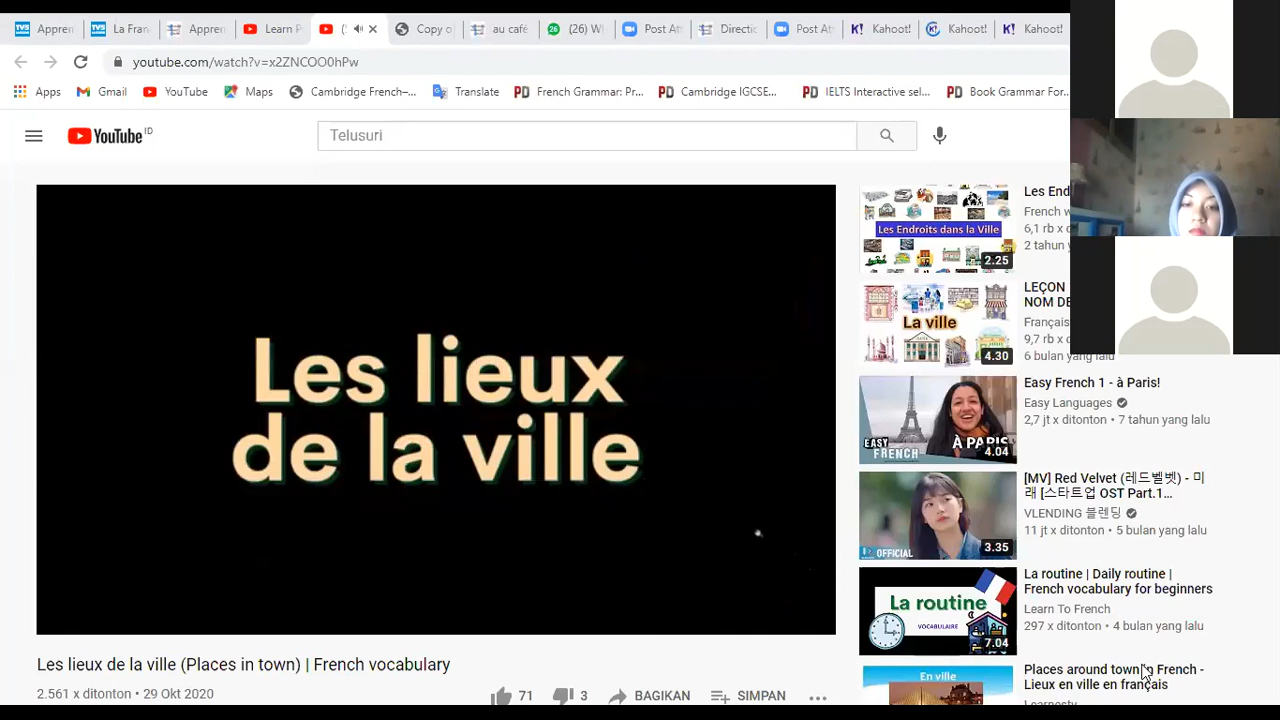 Appren
La Fran
Appren
Learn P
Copy o
au café
(26) W
Post Att
Directic
Post Att
Kahoot!
Kahoot!
Kahoot!
youtube.com/watch?v=x2ZNCOO0hPw
Apps
Gmail
YouTube
Maps
Cambridge French–...
Translate
French Grammar: Pr...
Cambridge IGCSE...
IELTS Interactive sel...
Book Grammar For...
YouTube ID
Telusuri
Les lieux
de la ville
Les lieux de la ville (Places in town) | French vocabulary
2.561 x ditonton • 29 Okt 2020
71
3
BAGIKAN
SIMPAN
Les Endroits dans la Ville
2.25
Les End
French w
6,1 rb x d
2 tahun y
La ville
4.30
LEÇON
NOM DE
Français
9,7 rb x d
6 bulan yang lalu
EASY
FRENCH
À PARIS
4.04
Easy French 1 - à Paris!
Easy Languages
2,7 jt x ditonton • 7 tahun yang lalu
OFFICIAL
3.35
[MV] Red Velvet (레드벨벳) - 미
래 [스타트업 OST Part.1...
VLENDING 블렌딩
11 jt x ditonton • 5 bulan yang lalu
La routine
VOCABULAIRE
7.04
La routine | Daily routine |
French vocabulary for beginners
Learn To French
297 x ditonton • 4 bulan yang lalu
En ville
Places around town in French -
Lieux en ville en français